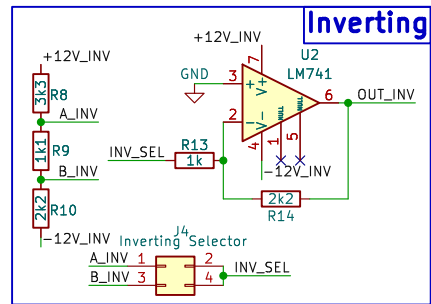 Inverting
+12V_INV
3k3
R8
A_INV
1k1
R9
B_INV
2k2
R10
-12V_INV
+12V_INV
U2
LM741
GND
7
V+
3
+
6
OUT_INV
2
-
NULL
NULL
V-
4
1
5
-12V_INV
INV_SEL
R13
1k
2k2
R14
J4
Inverting Selector
A_INV
1
2
B_INV
3
4
INV_SEL